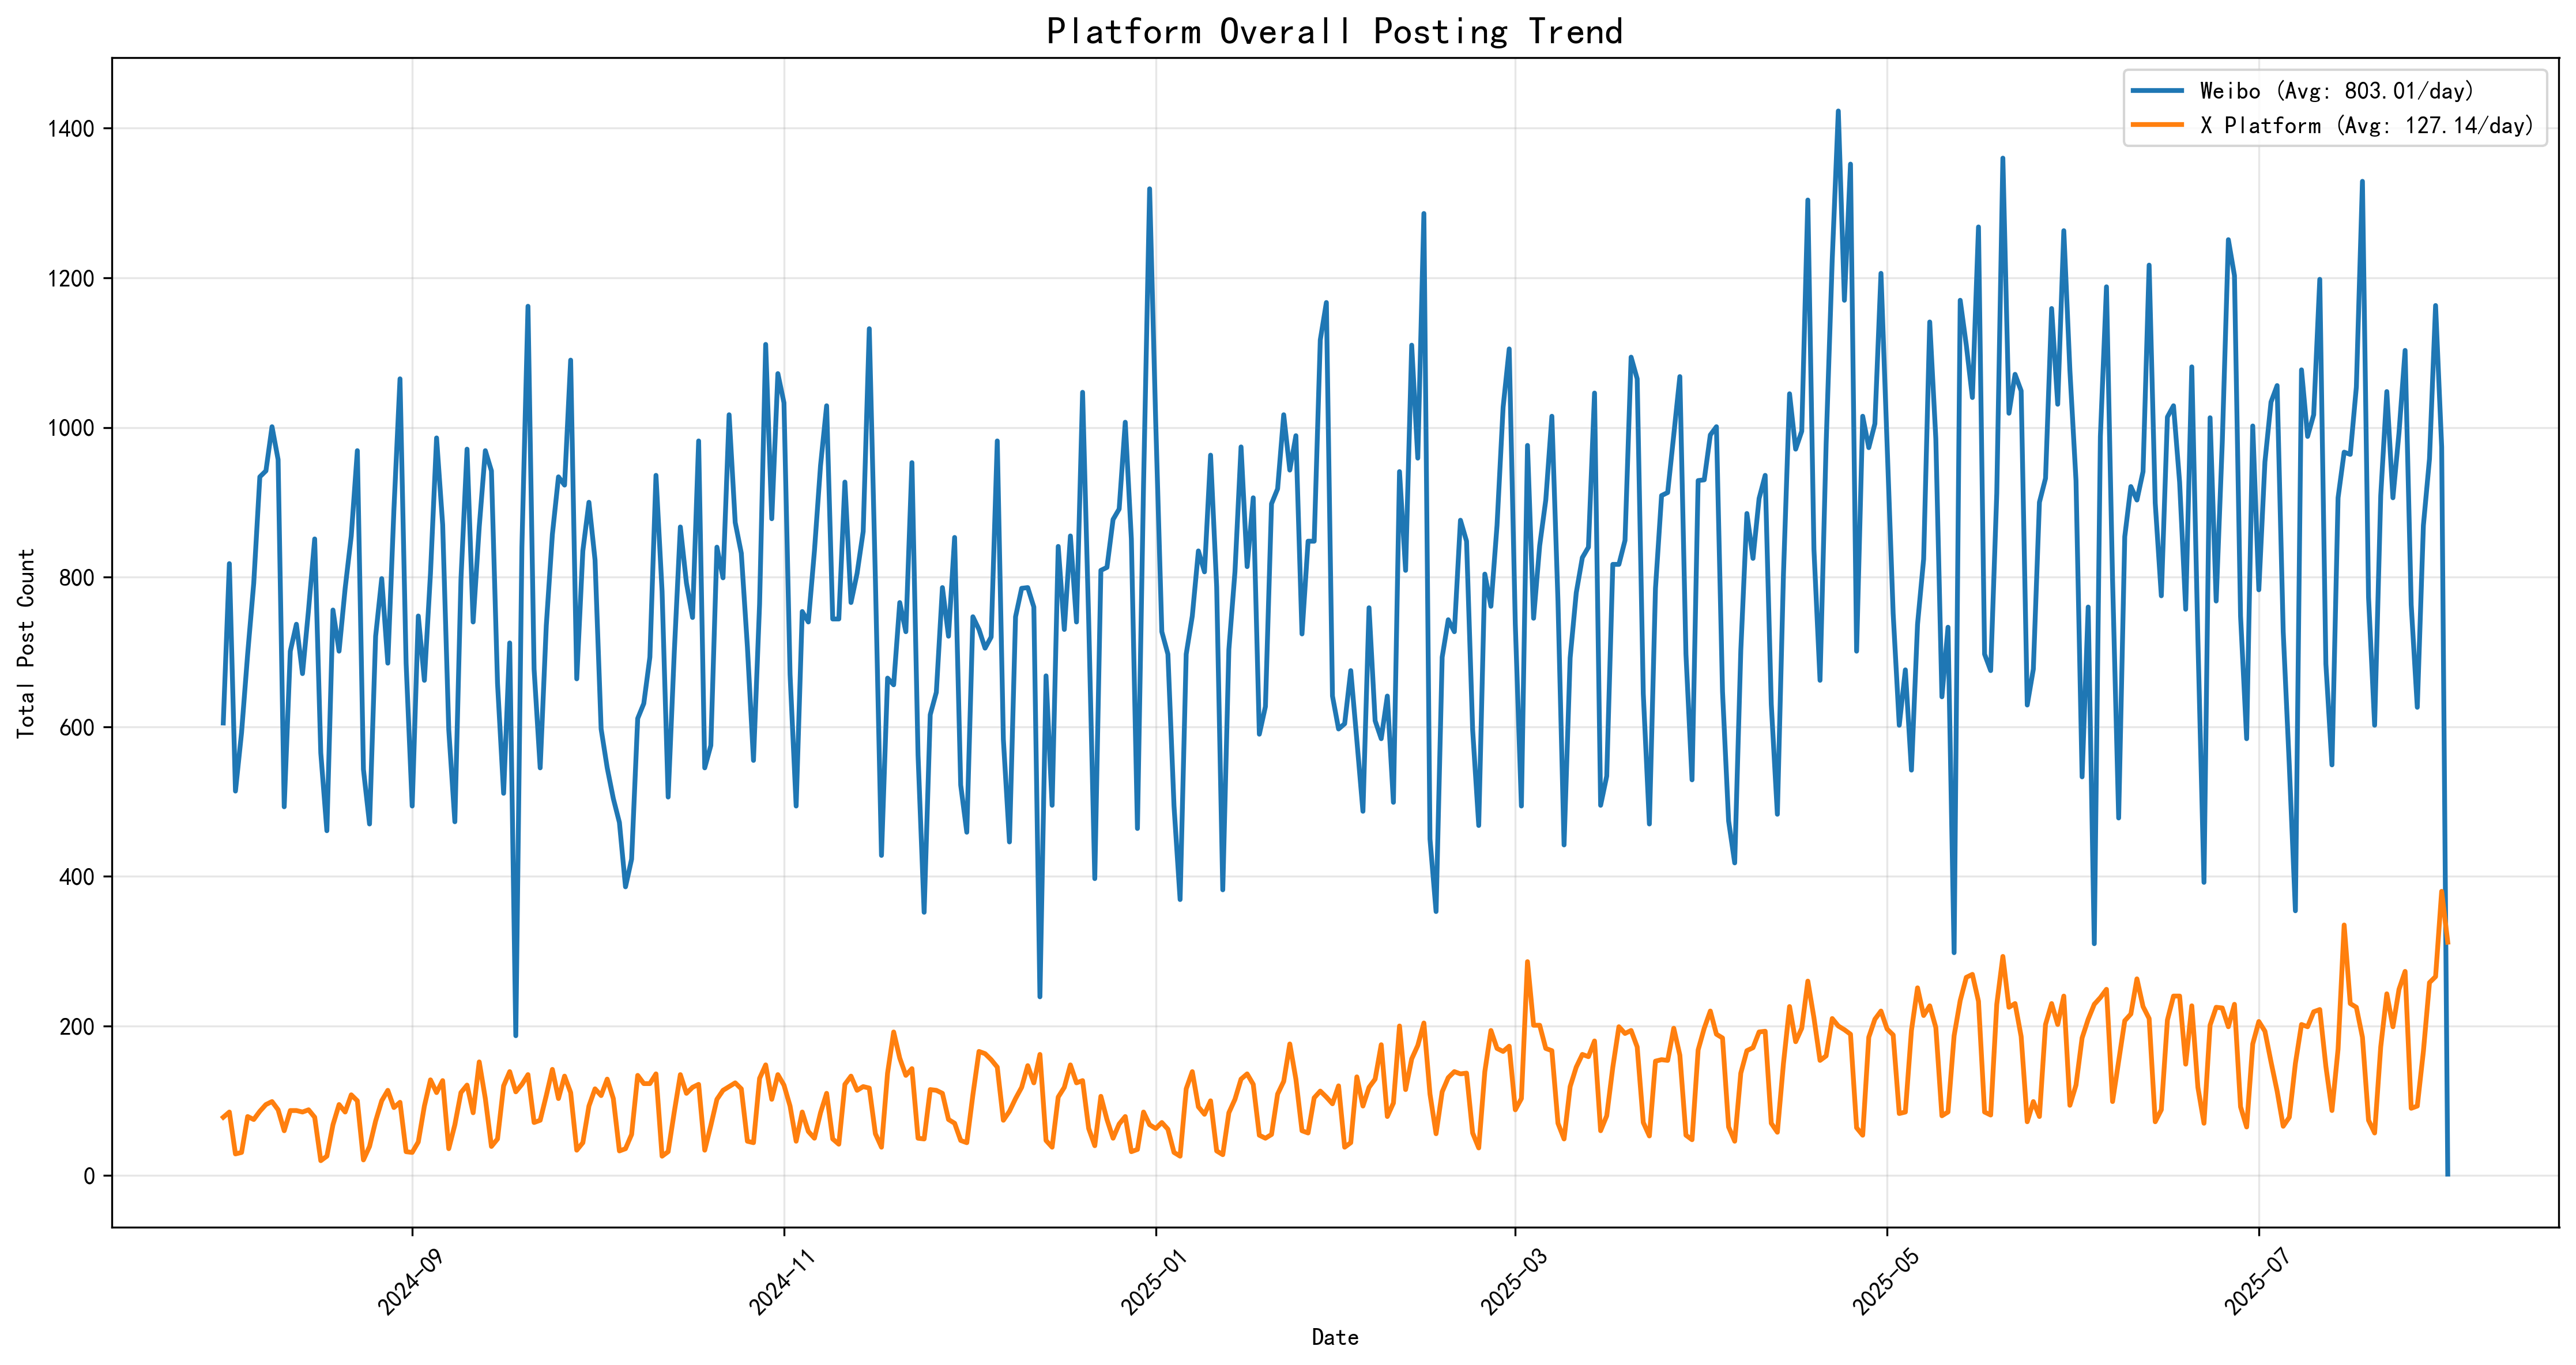 Platform Overall Posting Trend
Weibo (Avg: 803.01/day)
X Platform (Avg: 127.14/day)
Total Post Count
1400
1200
1000
800
600
400
200
0
2024-09
2024-11
2025-01
2025-03
2025-05
2025-07
Date